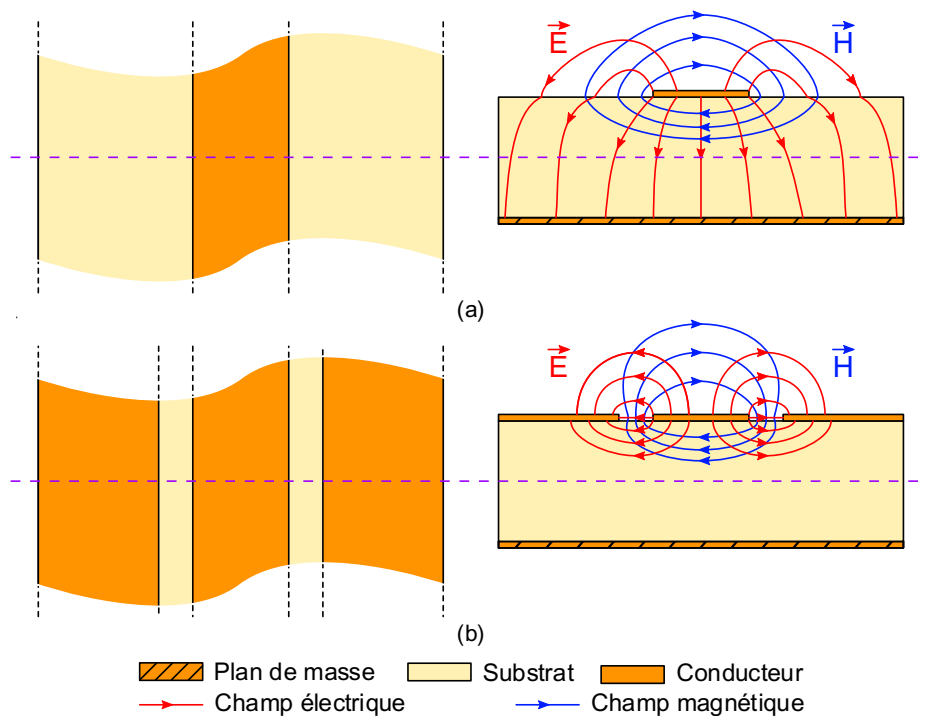 E H
(a)
E H
(b)
Plan de masse Substrat Conducteur
Champ électrique Champ magnétique